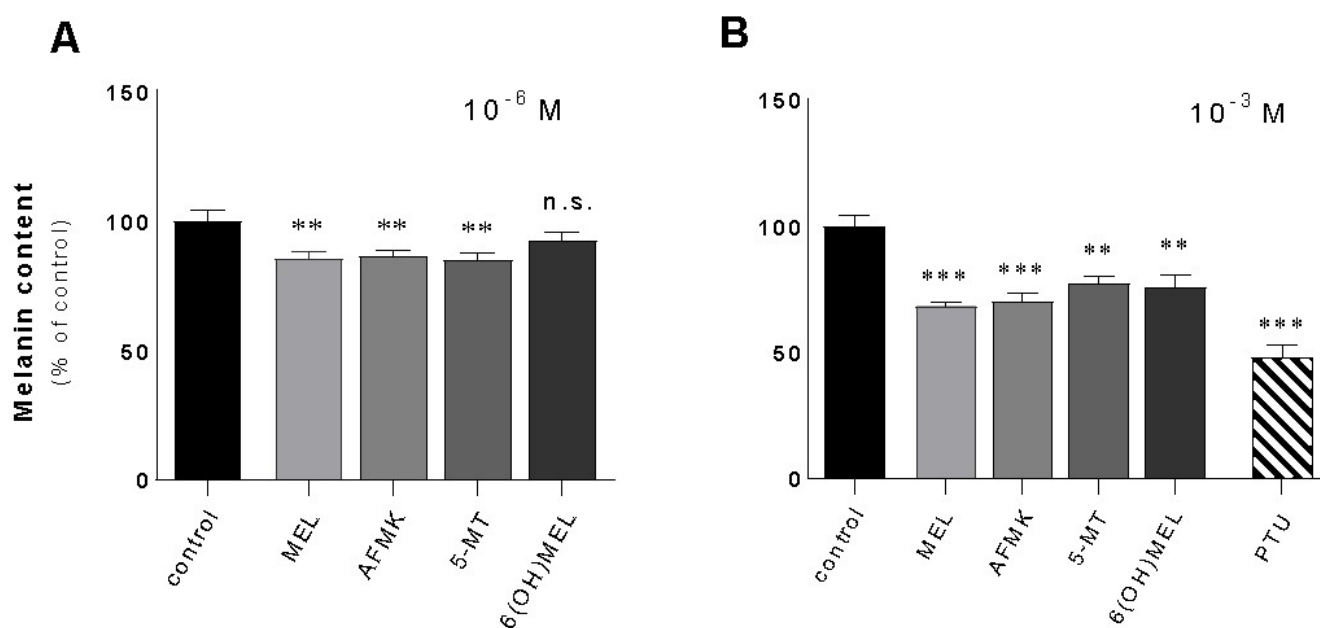 A
10⁻⁶ M
Melanin content
(% of control)
150
100
50
0
**
**
**
n.s.
control
MEL
AFMK
5-MT
6(OH)MEL
B
10⁻³ M
150
100
50
0
***
***
**
**
***
control
MEL
AFMK
5-MT
6(OH)MEL
PTU